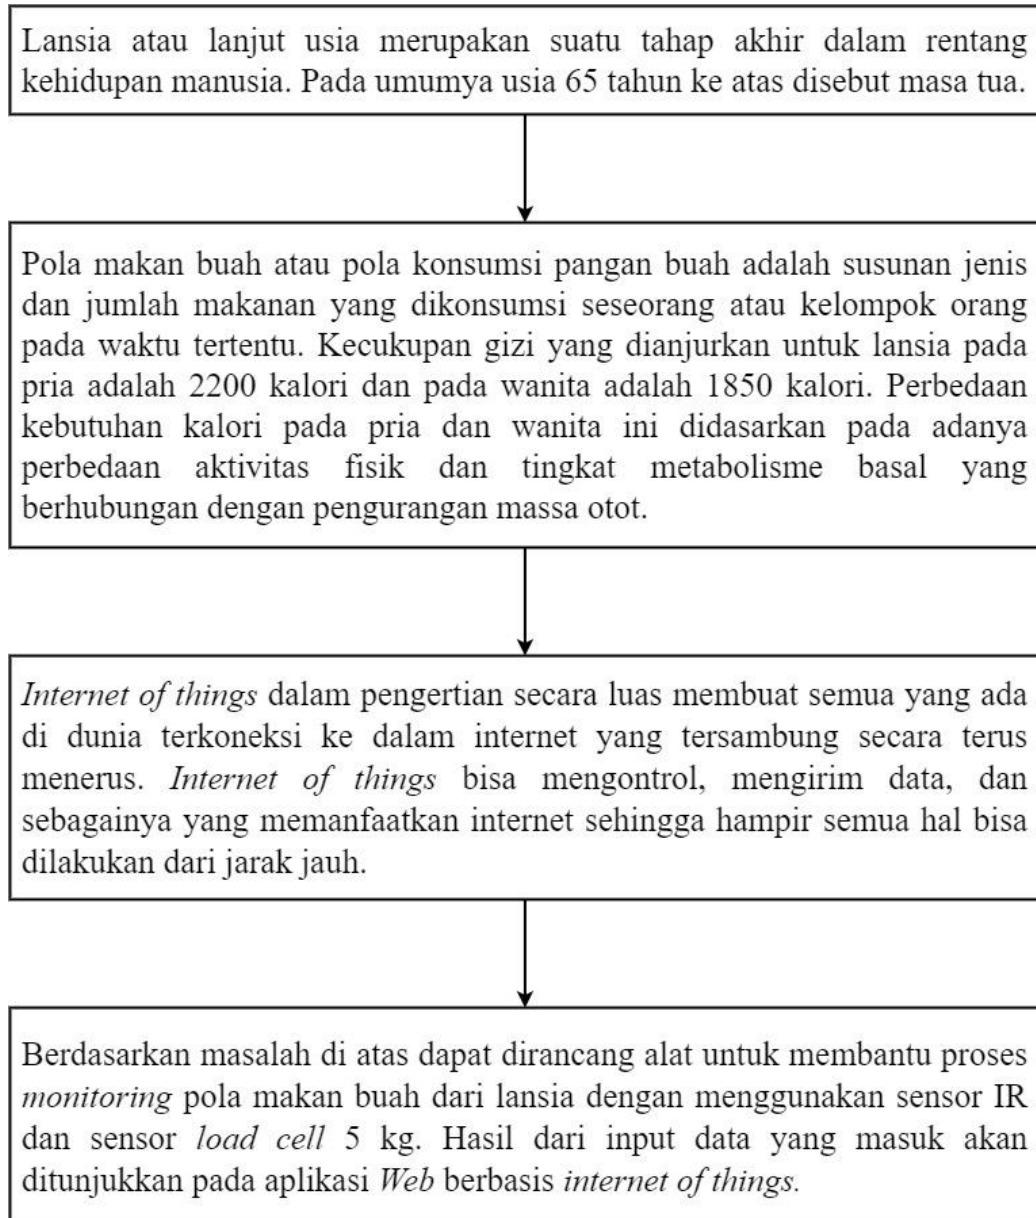 Lansia atau lanjut usia merupakan suatu tahap akhir dalam rentang
kehidupan manusia. Pada umumya usia 65 tahun ke atas disebut masa tua.
Pola makan buah atau pola konsumsi pangan buah adalah susunan jenis
dan jumlah makanan yang dikonsumsi seseorang atau kelompok orang
pada waktu tertentu. Kecukupan gizi yang dianjurkan untuk lansia pada
pria adalah 2200 kalori dan pada wanita adalah 1850 kalori. Perbedaan
kebutuhan kalori pada pria dan wanita ini didasarkan pada adanya
perbedaan aktivitas fisik dan tingkat metabolisme basal yang
berhubungan dengan pengurangan massa otot.
Internet of things dalam pengertian secara luas membuat semua yang ada
di dunia terkoneksi ke dalam internet yang tersambung secara terus
menerus. Internet of things bisa mengontrol, mengirim data, dan
sebagainya yang memanfaatkan internet sehingga hampir semua hal bisa
dilakukan dari jarak jauh.
Berdasarkan masalah di atas dapat dirancang alat untuk membantu proses
monitoring pola makan buah dari lansia dengan menggunakan sensor IR
dan sensor load cell 5 kg. Hasil dari input data yang masuk akan
ditunjukkan pada aplikasi Web berbasis internet of things.